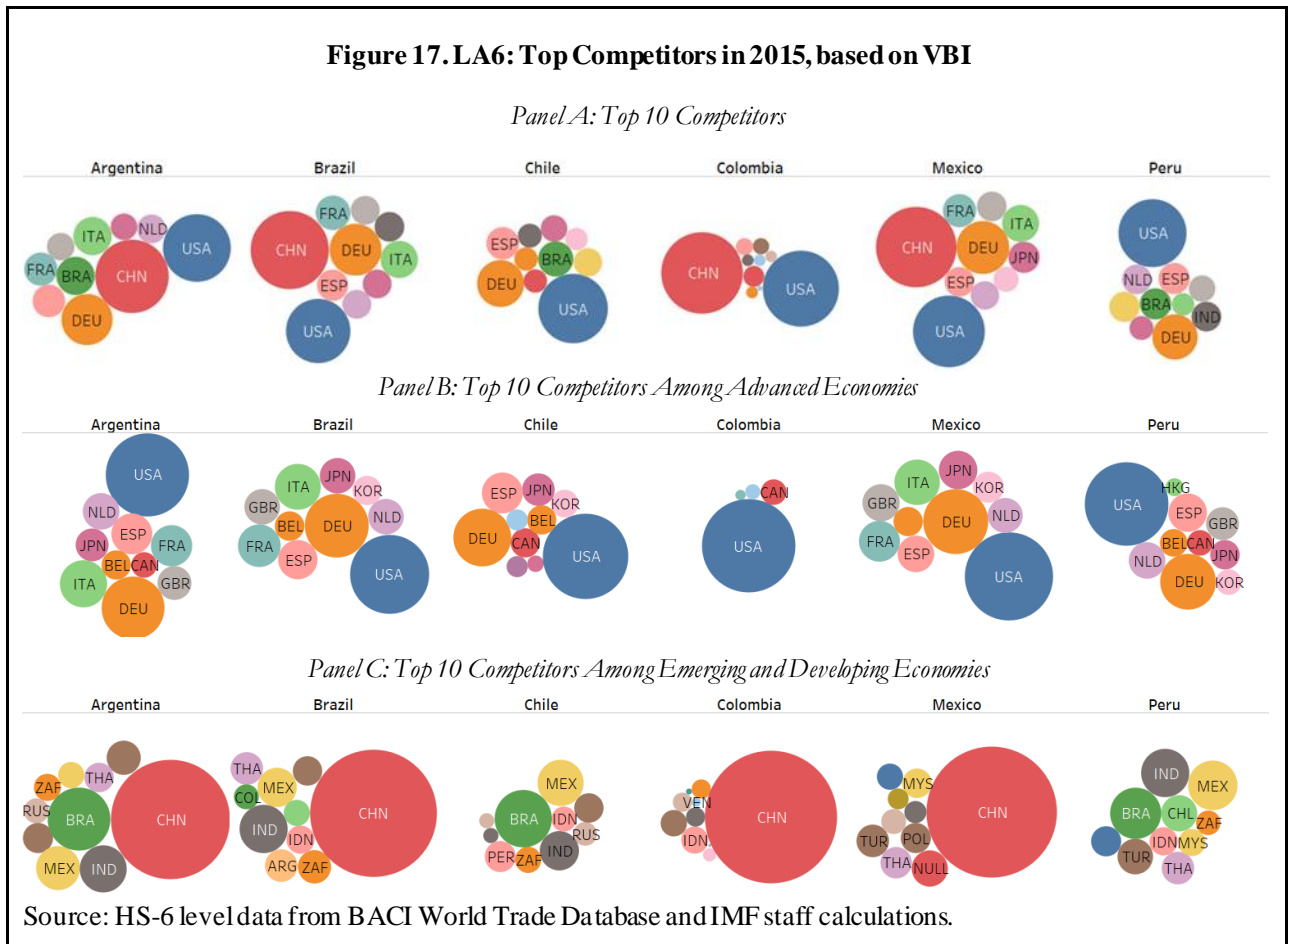 Figure 17. LA6: Top Competitors in 2015, based on VBI
Panel A: Top 10 Competitors
Argentina Brazil Chile Colombia Mexico Peru
FRA ITA NLD USA BRA CHN DEU
FRA CHN DEU ITA ESP USA
ESP BRA DEU USA
CHN USA
FRA ITA CHN DEU JPN ESP USA
USA NLD ESP BRA IND DEU
Panel B: Top 10 Competitors Among Advanced Economies
Argentina Brazil Chile Colombia Mexico Peru
USA NLD ESP JPN FRA BEL CAN ITA GBR DEU
ITA JPN KOR GBR BEL DEU NLD FRA ESP USA
ESP JPN KOR DEU BEL CAN USA
CAN USA
ITA JPN KOR GBR DEU NLD FRA ESP USA
USA HKG ESP GBR BEL CAN JPN NLD DEU KOR
Panel C: Top 10 Competitors Among Emerging and Developing Economies
Argentina Brazil Chile Colombia Mexico Peru
ZAF THA RUS BRA CHN MEX IND
THA MEX COL IND CHN IDN ARG ZAF
MEX BRA IDN RUS PER ZAF IND
VEN CHN IDN
MYS CHN TUR POL THA NULL
IND MEX BRA CHL ZAF IDN MYS TUR THA
Source: HS-6 level data from BACI World Trade Database and IMF staff calculations.